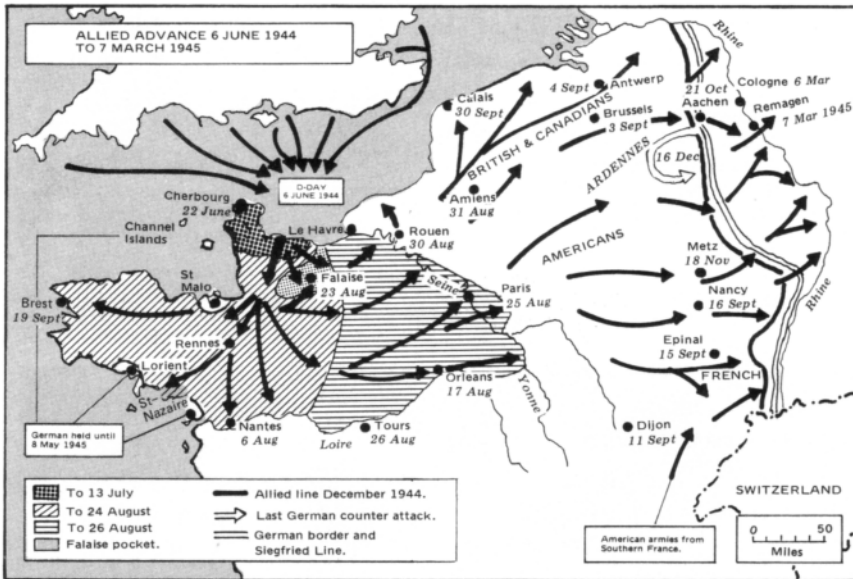 ALLIED ADVANCE 6 JUNE 1944
TO 7 MARCH 1945
D-DAY
6 JUNE 1944
Cherbourg
22 June
Channel
Islands
Le Havre
St
Malo
Brest
19 Sept
Rennes
Lorient
St-
Nazaire
German held until
8 May 1945
Nantes
6 Aug
Loire
Tours
26 Aug
Falaise
23 Aug
Rouen
30 Aug
Seine
Paris
25 Aug
Orleans
17 Aug
Yonne
Calais
30 Sept
4 Sept
Antwerp
Brussels
3 Sept
BRITISH & CANADIANS
Amiens
31 Aug
AMERICANS
ARDENNES
16 Dec
21 Oct
Aachen
Rhine
Cologne 6 Mar
Remagen
7 Mar 1945
Metz
18 Nov
Nancy
16 Sept
Epinal
15 Sept
FRENCH
Rhine
Dijon
11 Sept
SWITZERLAND
American armies from
Southern France.
0
50
Miles
To 13 July
To 24 August
To 26 August
Falaise pocket.
Allied line December 1944.
Last German counter attack.
German border and
Siegfried Line.